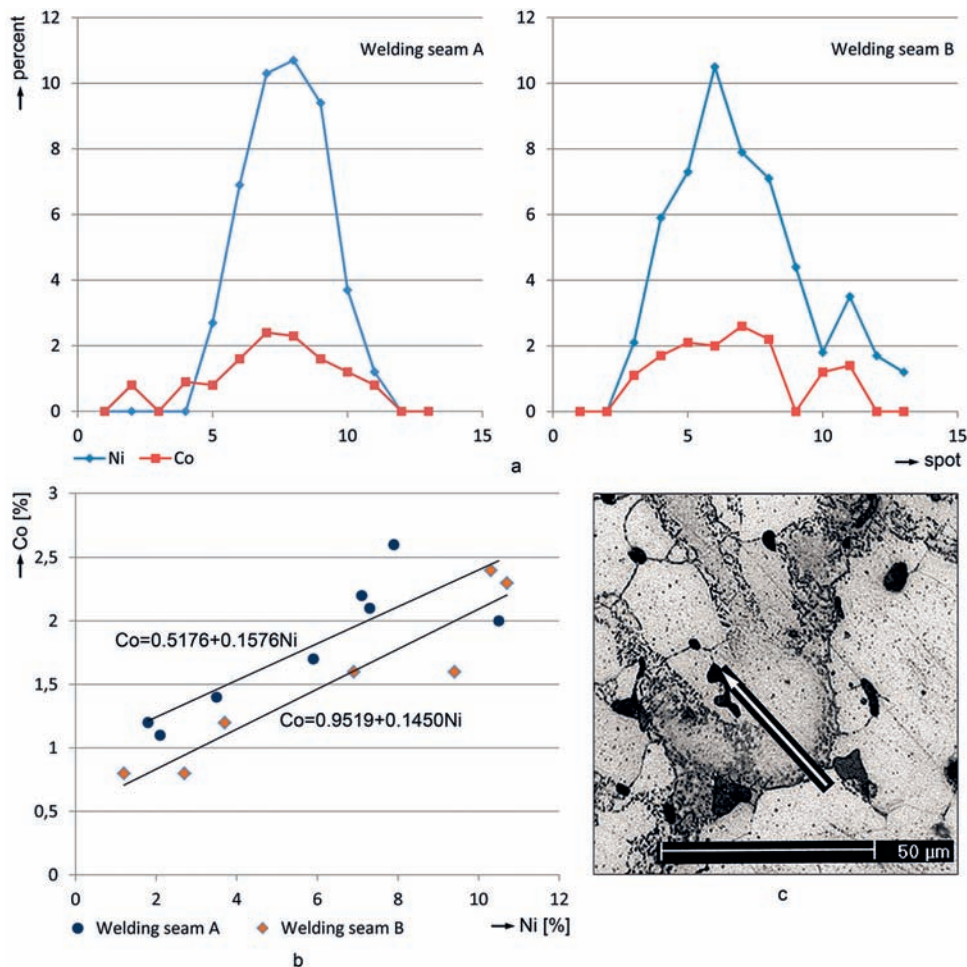 12
10
8
6
4
2
0
→ percent
Welding seam A
0 5 10 15
Ni Co
a
12
10
8
6
4
2
0
Welding seam B
0 5 10 15
→ spot
3
2,5
2
1,5
1
0,5
0
→ Co [%]
Co=0.5176+0.1576Ni
Co=0.9519+0.1450Ni
0 2 4 6 8 10 12
Welding seam A Welding seam B → Ni [%]
b
50 µm
c